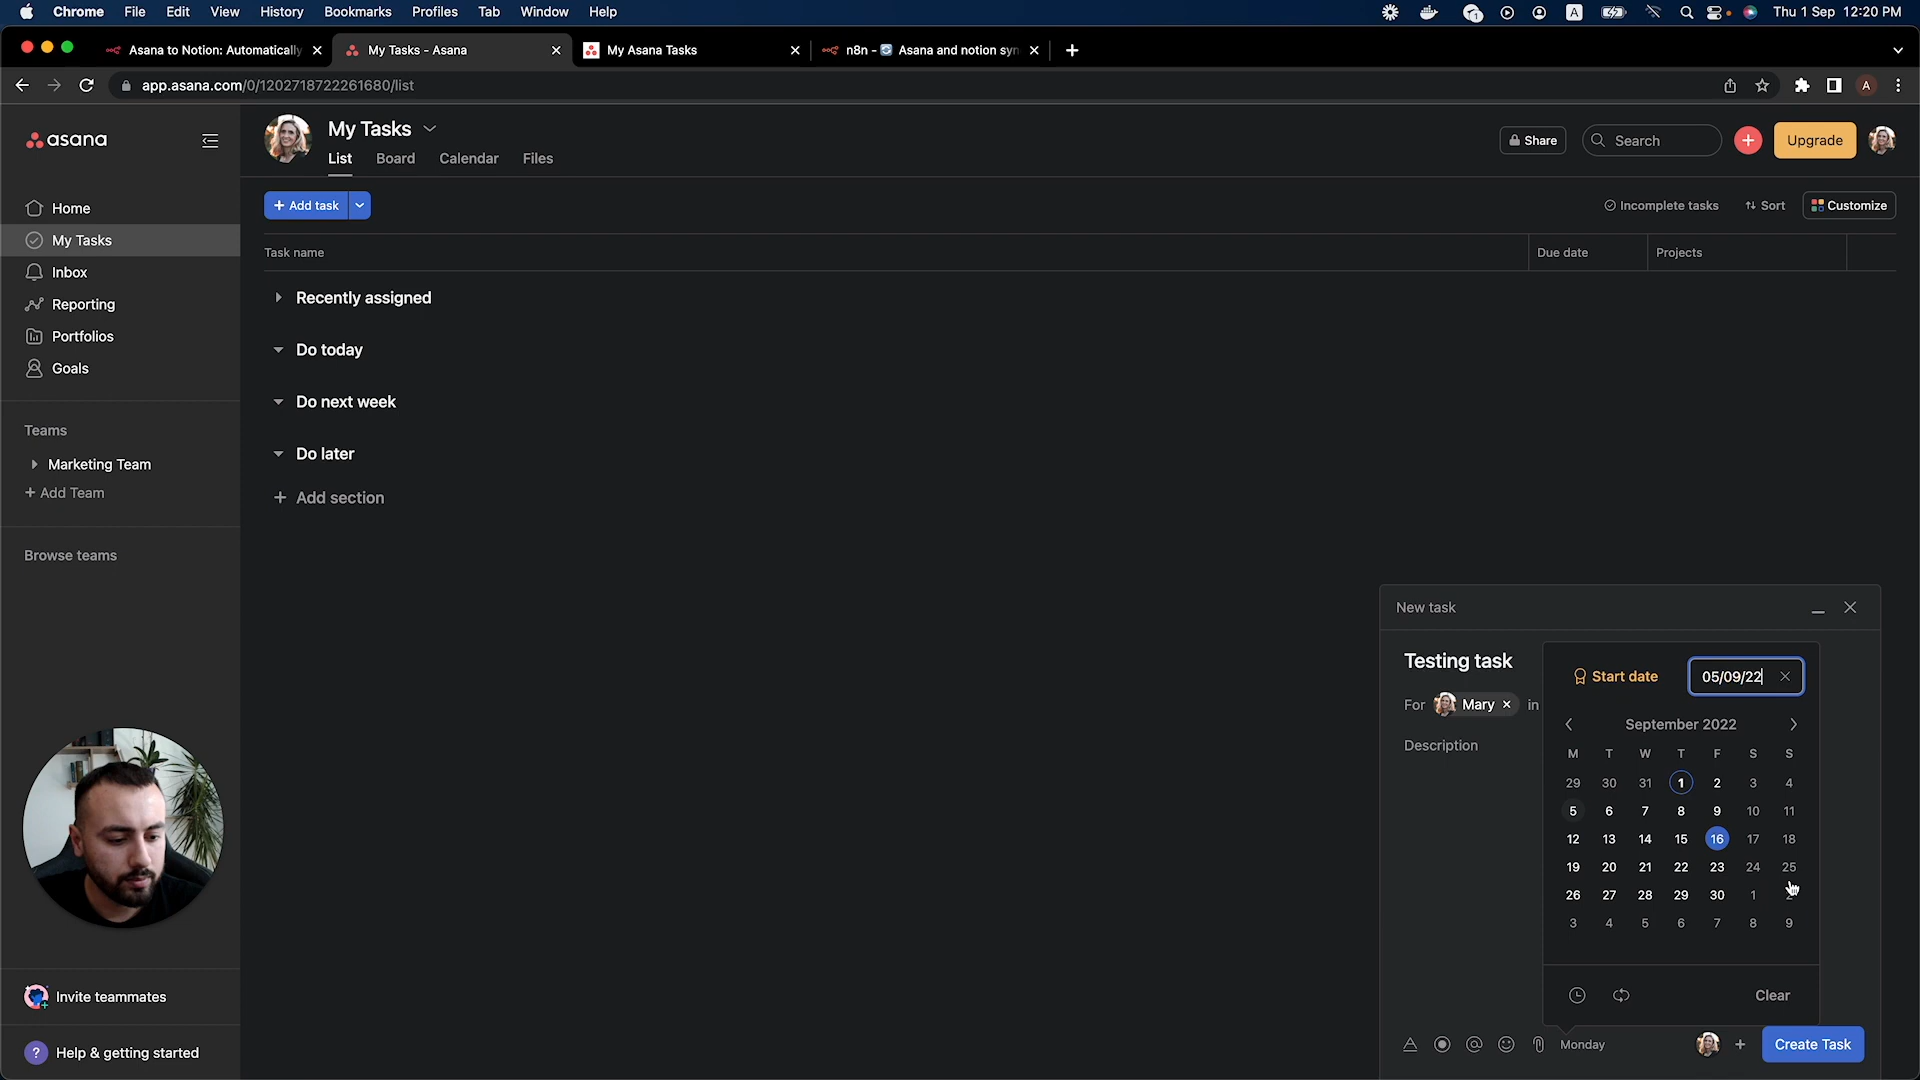 Chrome File Edit View History Bookmarks Profiles Tab Window Help
1 A Thu 1 Sep 12:20 PM
Asana to Notion: Automatically
My Tasks - Asana
My Asana Tasks
n8n - Asana and notion syn
app.asana.com/0/1202718722261680/list
A
asana
My Tasks
List Board Calendar Files
Share
Search
Upgrade
Home
My Tasks
Inbox
Reporting
Portfolios
Goals
Teams
Marketing Team
+ Add Team
Browse teams
Invite teammates
? Help & getting started
+ Add task
Incomplete tasks
Sort
Customize
Task name Due date Projects
Recently assigned
Do today
Do next week
Do later
+ Add section
New task
Testing task
For Mary × in
Description
Start date 05/09/22
September 2022
M T W T F S S
29 30 31 1 2 3 4
5 6 7 8 9 10 11
12 13 14 15 16 17 18
19 20 21 22 23 24 25
26 27 28 29 30 1 2
3 4 5 6 7 8 9
Clear
Monday
Create Task